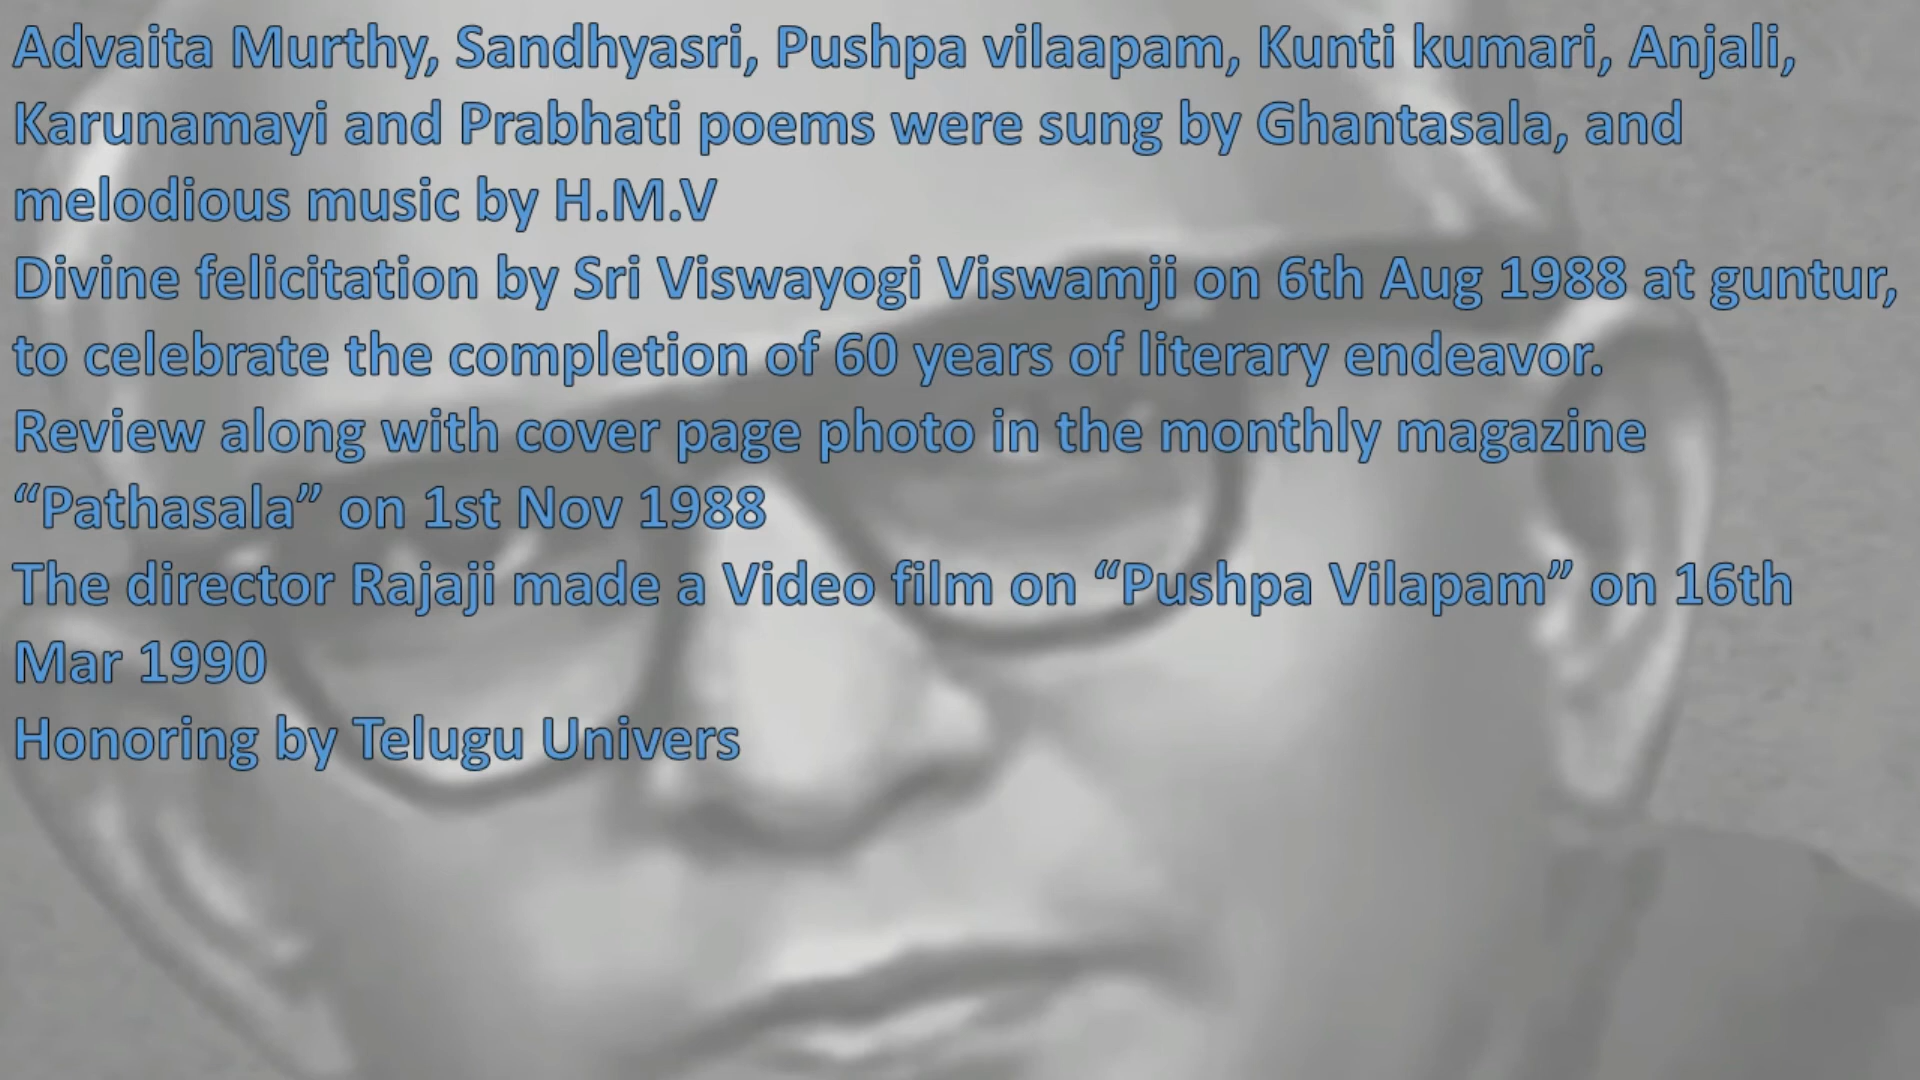 Advaita Murthy, Sandhyasri, Pushpa vilaapam, Kunti kumari, Anjali,
Karunamayi and Prabhati poems were sung by Ghantasala, and
melodious music by H.M.V
Divine felicitation by Sri Viswayogi Viswamji on 6th Aug 1988 at guntur,
to celebrate the completion of 60 years of literary endeavor.
Review along with cover page photo in the monthly magazine
“Pathasala” on 1st Nov 1988
The director Rajaji made a Video film on “Pushpa Vilapam” on 16th
Mar 1990
Honoring by Telugu Univers